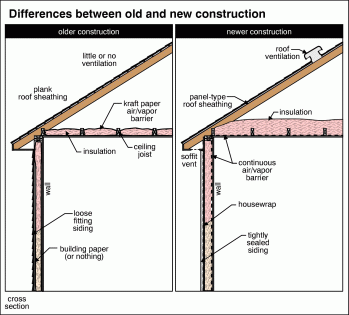 Differences between old and new construction
older construction
little or no
ventilation
plank
roof sheathing
kraft paper
air/vapor
barrier
insulation
ceiling
joist
wall
loose
fitting
siding
building paper
(or nothing)
cross
section
newer construction
roof
ventilation
panel-type
roof sheathing
insulation
soffit
vent
wall
continuous
air/vapor
barrier
housewrap
tightly
sealed
siding